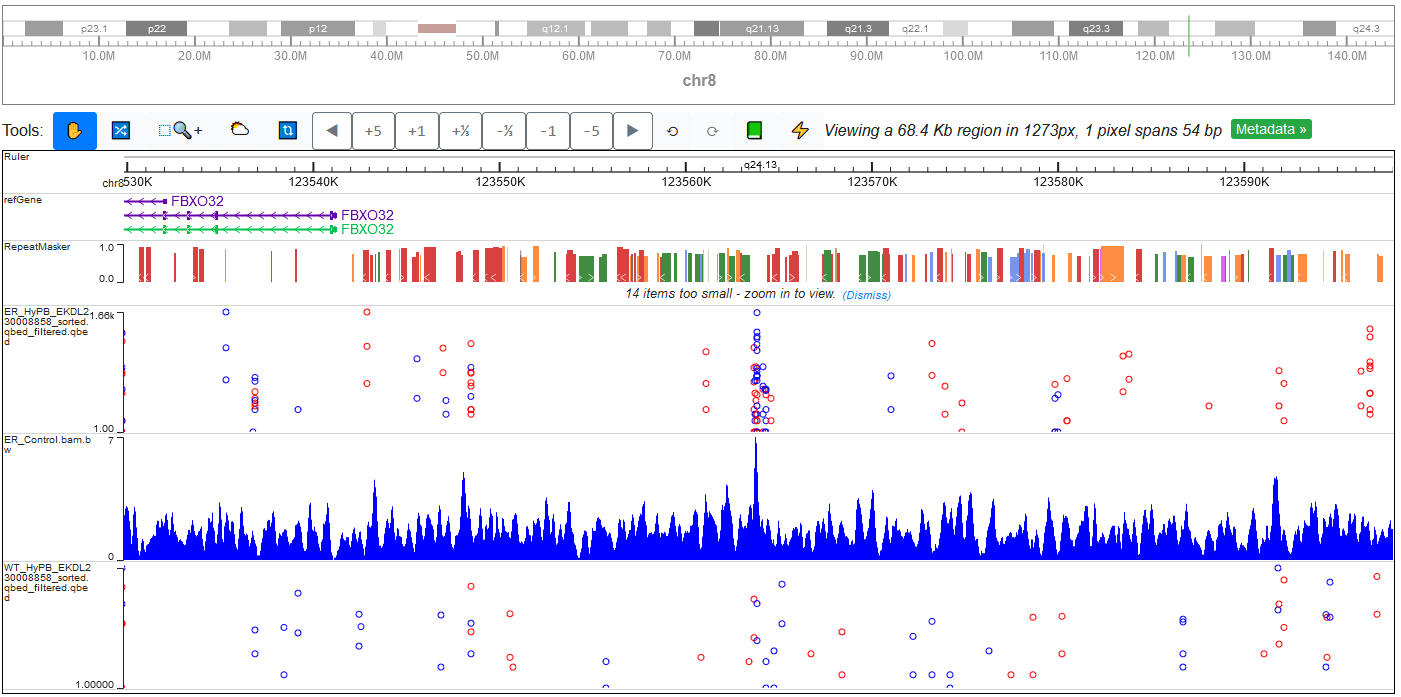 p23.1 p22 p12 q12.1 q21.13 q21.3 q22.1 q23.3 q24.3
10.0M 20.0M 30.0M 40.0M 50.0M 60.0M 70.0M 80.0M 90.0M 100.0M 110.0M 120.0M 130.0M 140.0M
chr8
Tools: + ◀ +5 +1 +⅓ -⅓ -1 -5 ▶ Viewing a 68.4 Kb region in 1273px, 1 pixel spans 54 bp Metadata »
Ruler
q24.13
chr8 530K 123540K 123550K 123560K 123570K 123580K 123590K
refGene
FBXO32
FBXO32
FBXO32
RepeatMasker 1.0
0.0
14 items too small - zoom in to view. (Dismiss)
ER_HyPB_EKDL2
30008858_sorted.
qbed_filtered.qbe
d
1.66k
1.00
ER_Control.bam.b
w
7
0
WT_HyPB_EKDL2
30008858_sorted.
qbed_filtered.qbe
d
1.00000